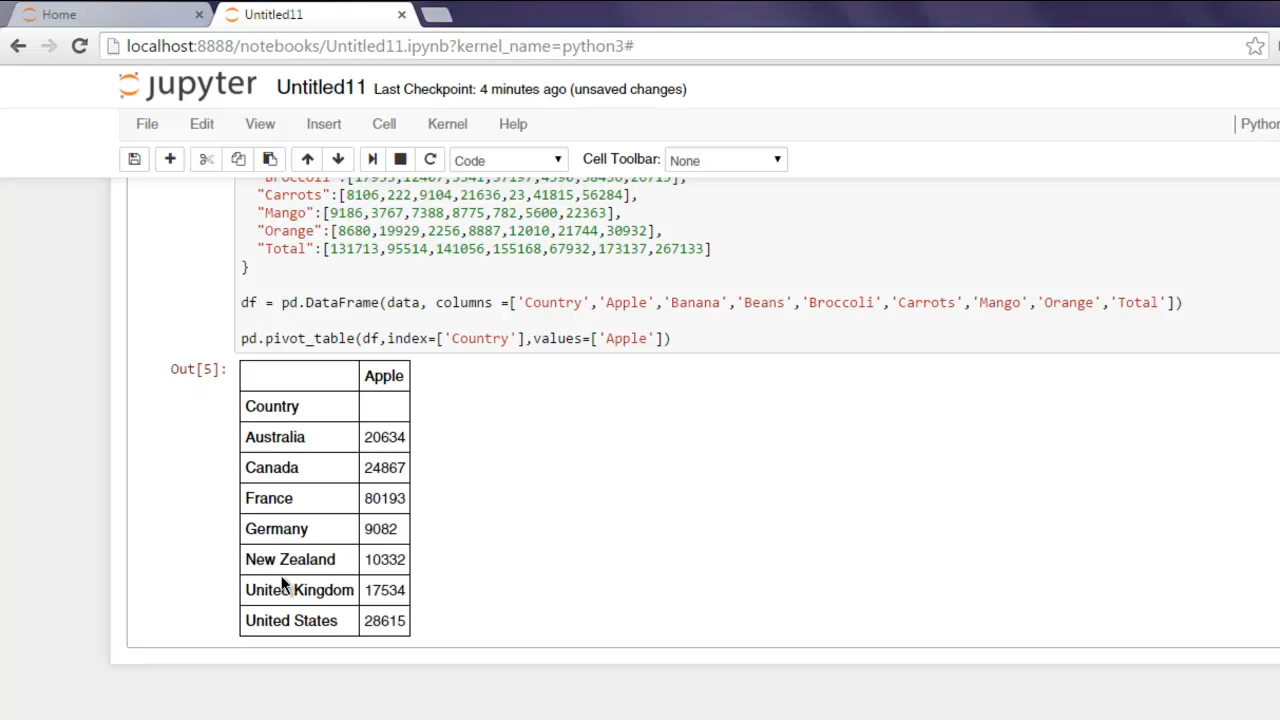 Home
Untitled11
localhost:8888/notebooks/Untitled11.ipynb?kernel_name=python3#
jupyter Untitled11 Last Checkpoint: 4 minutes ago (unsaved changes)
File Edit View Insert Cell Kernel Help
Python
Code Cell Toolbar: None
"Carrots":[8106,222,9104,21636,23,41815,56284],
"Mango":[9186,3767,7388,8775,782,5600,22363],
"Orange":[8680,19929,2256,8887,12010,21744,30932],
"Total":[131713,95514,141056,155168,67932,173137,267133]
}
df = pd.DataFrame(data, columns =['Country','Apple','Banana','Beans','Broccoli','Carrots','Mango','Orange','Total'])
pd.pivot_table(df,index=['Country'],values=['Apple'])
Out[5]:
Apple
Country
Australia 20634
Canada 24867
France 80193
Germany 9082
New Zealand 10332
United Kingdom 17534
United States 28615